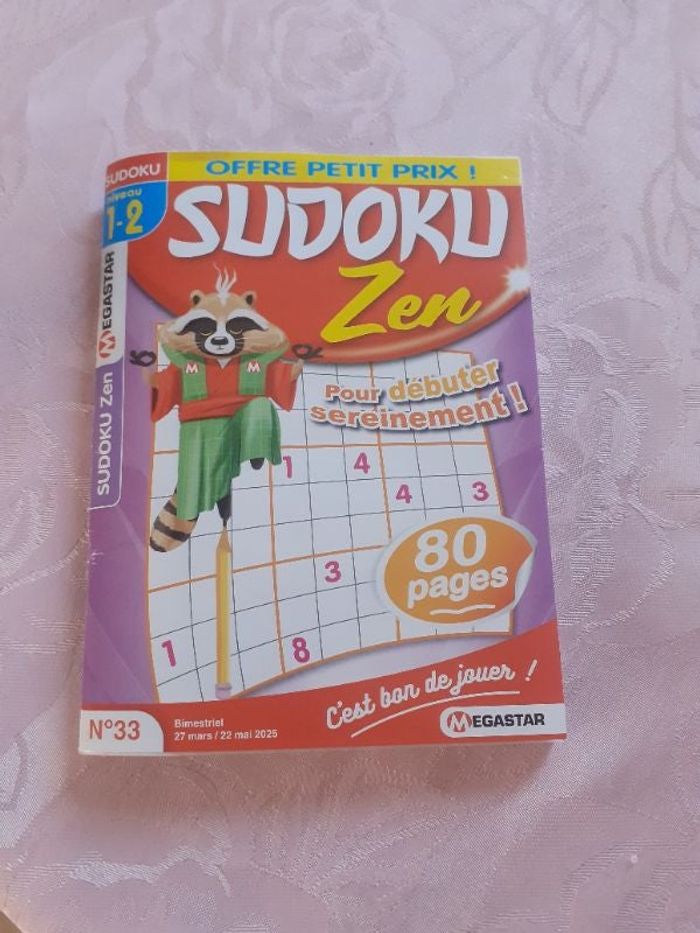 OFFRE PETIT PRIX !
SUDOKU
niveau
1-2
SUDOKU
Zen
MEGASTAR
SUDOKU Zen
M M
Pour débuter
sereinement !
1 4
4 3
3
1 8
80
pages
C'est bon de jouer !
MEGASTAR
N°33
Bimestriel
27 mars / 22 mai 2025